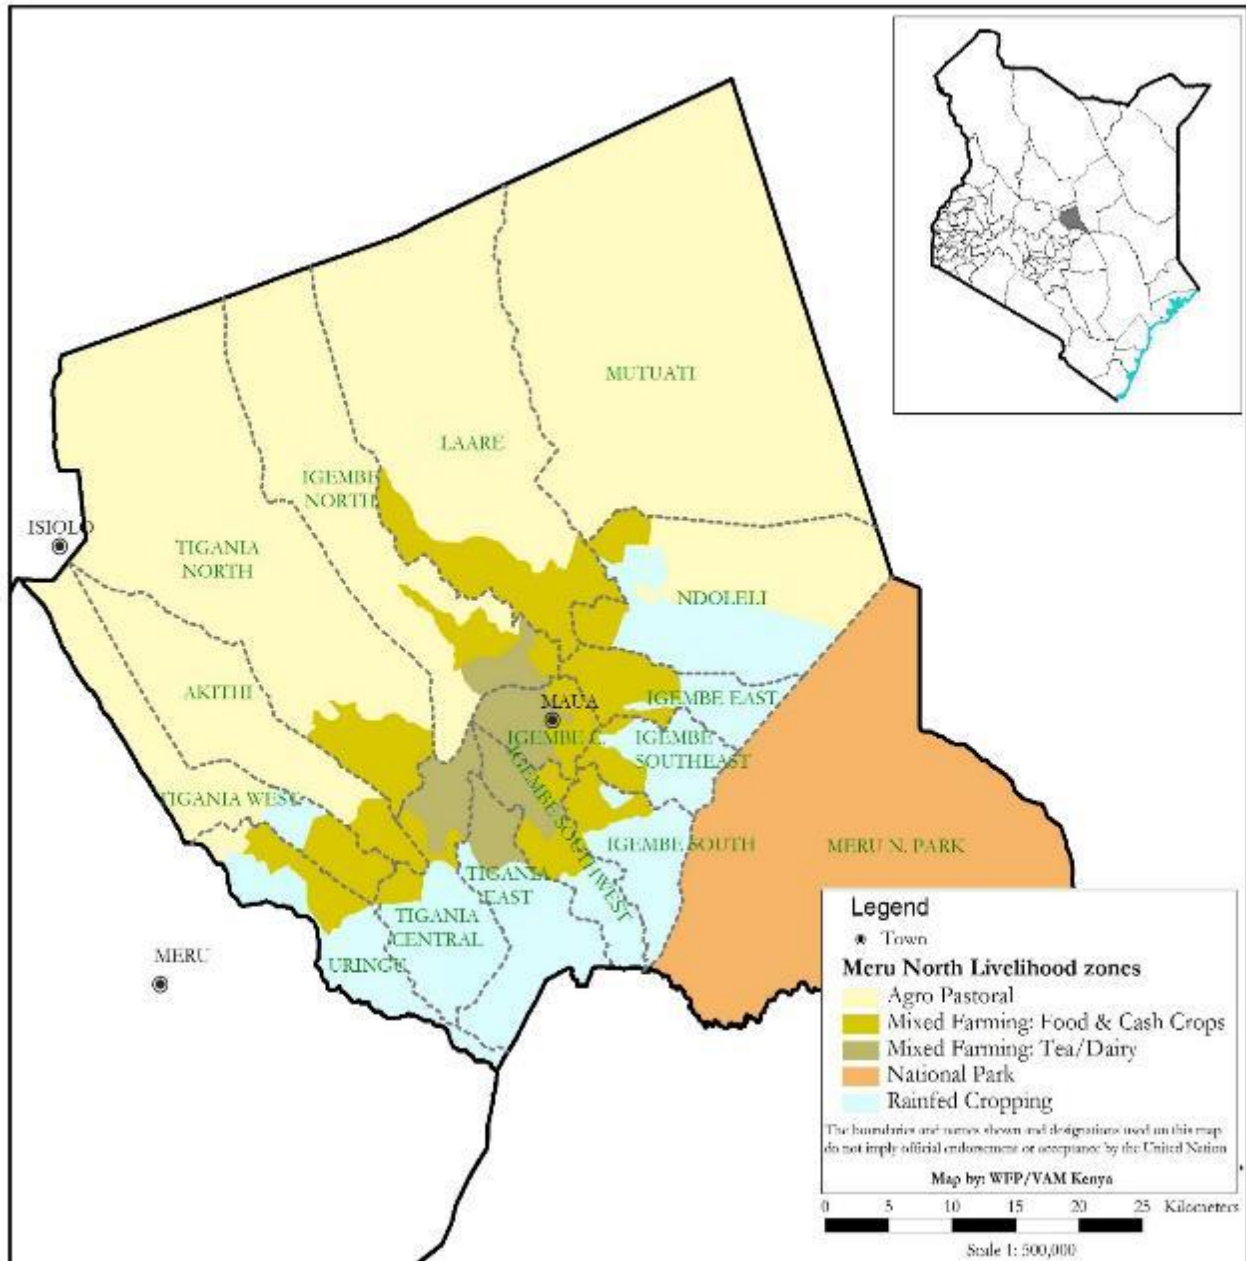 MUTUATI
LAARE
IGEMBE
NORTH
ISIOLO
TIGANIA
NORTH
NDOLELI
AKITHI
MAUA
IGEMBE EAST
IGEMBE C.
IGEMBE
SOUTHEAST
IGEMBE SOUTHWEST
TIGANIA WEST
IGEMBE SOUTH
MERU N. PARK
TIGANIA
EAST
TIGANIA
CENTRAL
MERU
URINGU
Legend
Town
Meru North Livelihood zones
Agro Pastoral
Mixed Farming: Food & Cash Crops
Mixed Farming: Tea/Dairy
National Park
Rainfed Cropping
The boundaries and names shown and designations used on this map
do not imply official endorsement or acceptance by the United Nation
Map by: WFP/VAM Kenya
0 5 10 15 20 25 Kilometers
Scale 1: 500,000